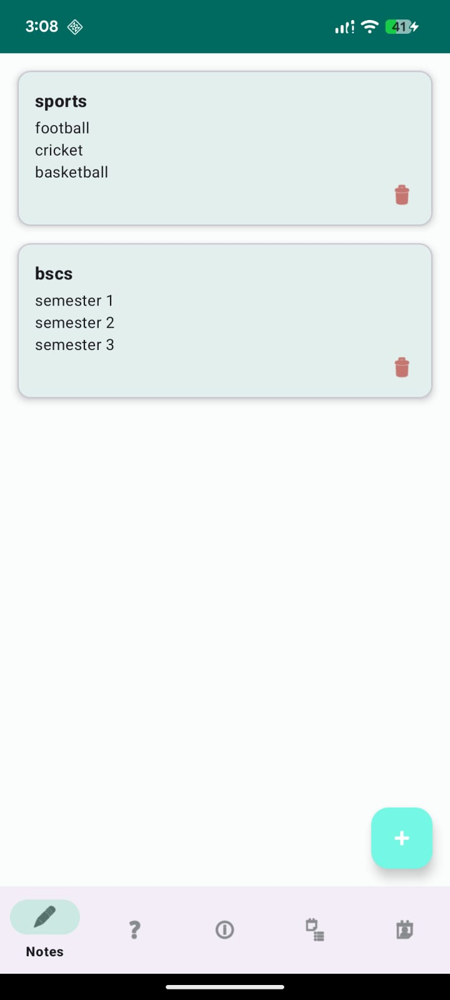 3:08
41
sports
football
cricket
basketball
bscs
semester 1
semester 2
semester 3
+
?
Notes